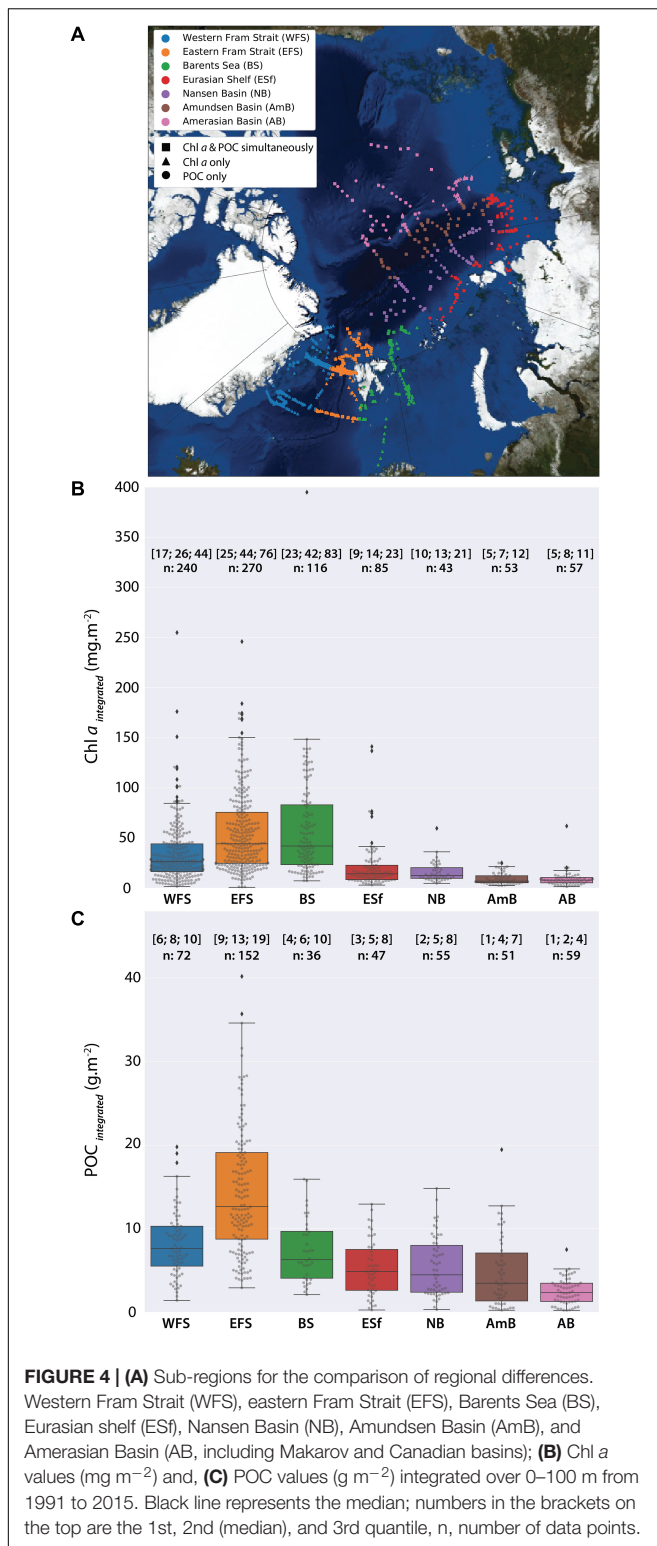 A
Western Fram Strait (WFS)
Eastern Fram Strait (EFS)
Barents Sea (BS)
Eurasian Shelf (ESf)
Nansen Basin (NB)
Amundsen Basin (AmB)
Amerasian Basin (AB)
Chl a & POC simultaneously
Chl a only
POC only
B
Chl a integrated (mg.m-2)
400
350
300
250
200
150
100
50
0
[17; 26; 44] [25; 44; 76] [23; 42; 83] [9; 14; 23] [10; 13; 21] [5; 7; 12] [5; 8; 11]
n: 240 n: 270 n: 116 n: 85 n: 43 n: 53 n: 57
WFS EFS BS ESf NB AmB AB
C
POC integrated (g.m-2)
40
30
20
10
0
[6; 8; 10] [9; 13; 19] [4; 6; 10] [3; 5; 8] [2; 5; 8] [1; 4; 7] [1; 2; 4]
n: 72 n: 152 n: 36 n: 47 n: 55 n: 51 n: 59
WFS EFS BS ESf NB AmB AB
FIGURE 4 | (A) Sub-regions for the comparison of regional differences.
Western Fram Strait (WFS), eastern Fram Strait (EFS), Barents Sea (BS),
Eurasian shelf (ESf), Nansen Basin (NB), Amundsen Basin (AmB), and
Amerasian Basin (AB, including Makarov and Canadian basins); (B) Chl a
values (mg m−2) and, (C) POC values (g m−2) integrated over 0–100 m from
1991 to 2015. Black line represents the median; numbers in the brackets on
the top are the 1st, 2nd (median), and 3rd quantile, n, number of data points.